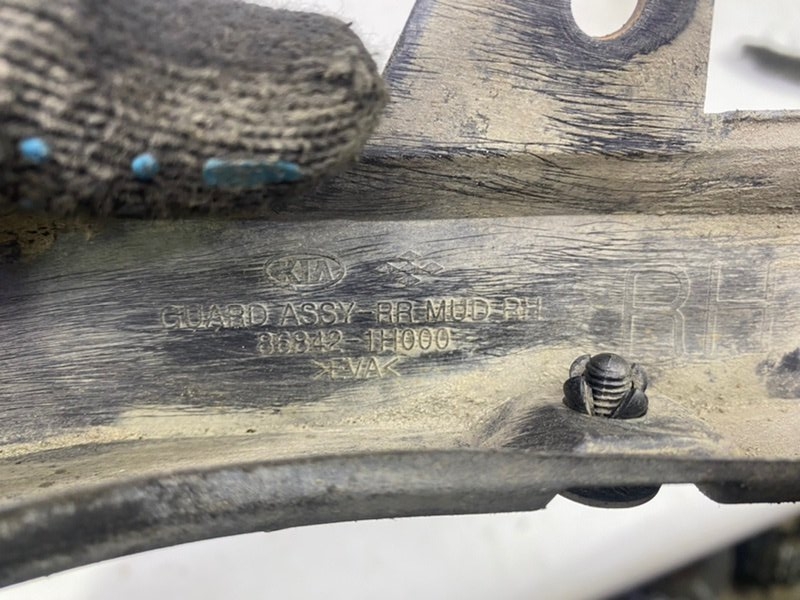 KIA
GUARD ASSY-RR MUD RH
86842-1H000
>EVA<
RH